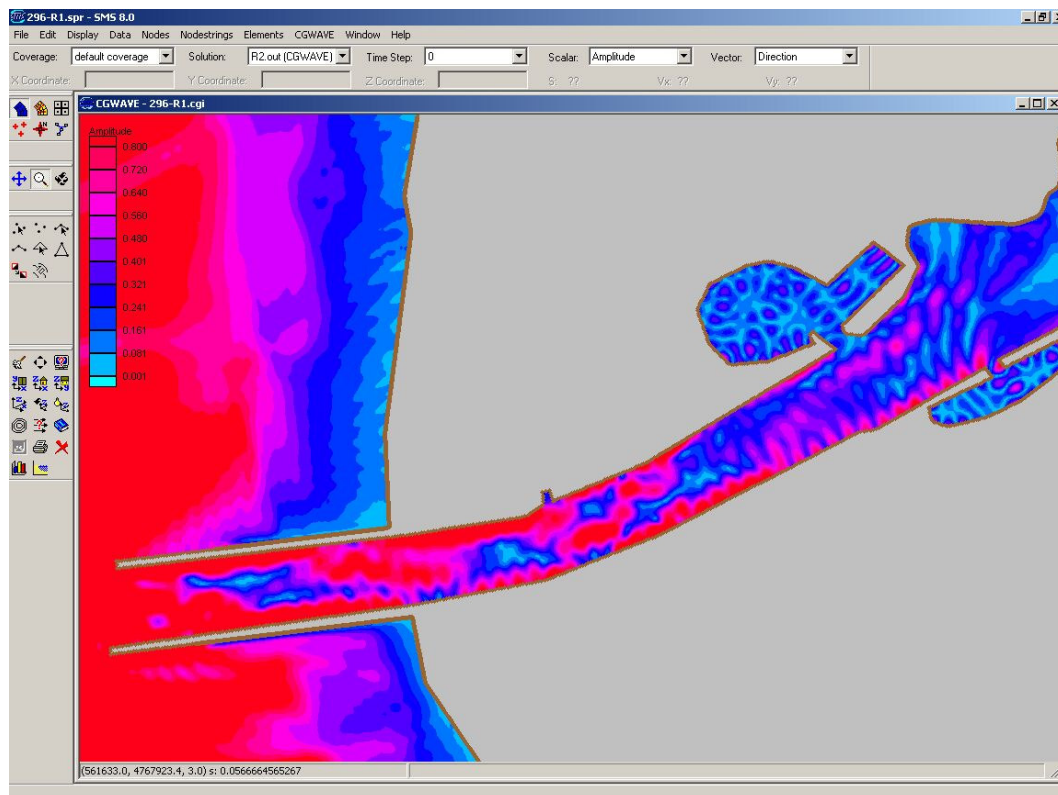 296-R1.spr - SMS 8.0
File Edit Display Data Nodes Nodestrings Elements CGWAVE Window Help
Coverage: default coverage Solution: R2.out (CGWAVE) Time Step: 0 Scalar: Amplitude Vector: Direction
X Coordinate: Y Coordinate: Z Coordinate: S: ?? Vx: ?? Vy: ??
CGWAVE - 296-R1.cgi
Amplitude
0.800
0.720
0.640
0.560
0.480
0.401
0.321
0.241
0.161
0.081
0.001
(561633.0, 4767923.4, 3.0) s: 0.0566664565267